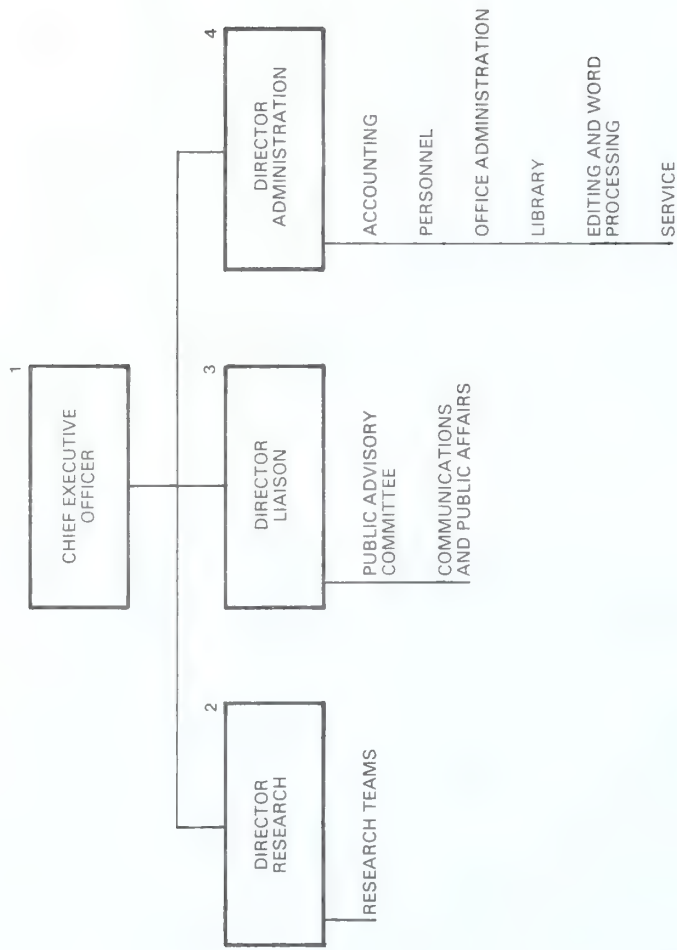 1
CHIEF EXECUTIVE
OFFICER
2
DIRECTOR
RESEARCH
RESEARCH TEAMS
3
DIRECTOR
LIAISON
PUBLIC ADVISORY
COMMITTEE
COMMUNICATIONS
AND PUBLIC AFFAIRS
4
DIRECTOR
ADMINISTRATION
ACCOUNTING
PERSONNEL
OFFICE ADMINISTRATION
LIBRARY
EDITING AND WORD
PROCESSING
SERVICE